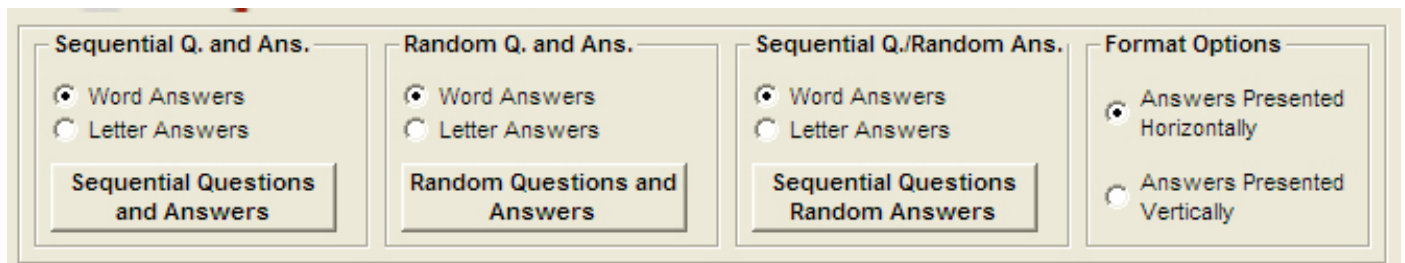 Sequential Q. and Ans.
Word Answers
Letter Answers
Sequential Questions
and Answers
Random Q. and Ans.
Word Answers
Letter Answers
Random Questions and
Answers
Sequential Q./Random Ans.
Word Answers
Letter Answers
Sequential Questions
Random Answers
Format Options
Answers Presented
Horizontally
Answers Presented
Vertically